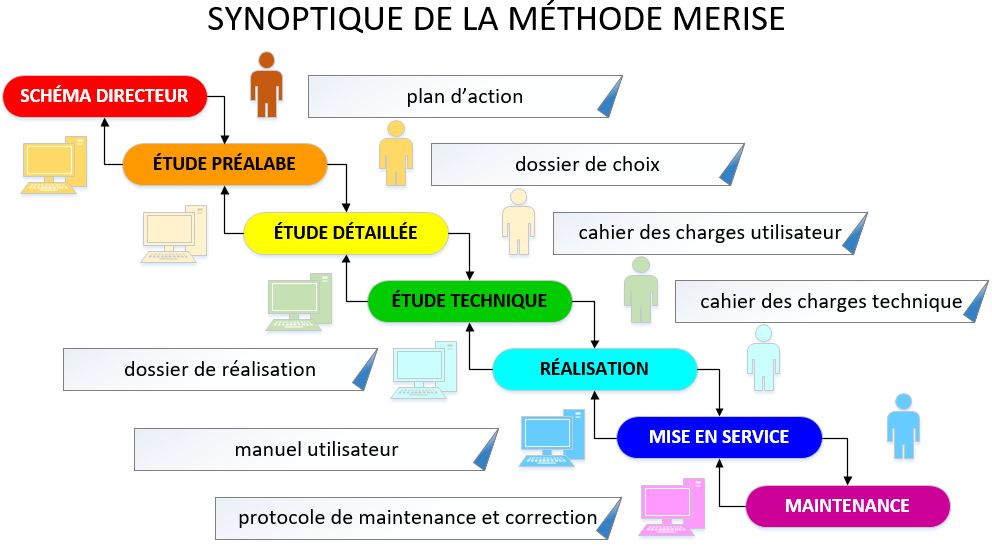 SYNOPTIQUE DE LA MÉTHODE MERISE
SCHÉMA DIRECTEUR
plan d’action
ÉTUDE PRÉALABE
dossier de choix
ÉTUDE DÉTAILLÉE
cahier des charges utilisateur
ÉTUDE TECHNIQUE
cahier des charges technique
dossier de réalisation
RÉALISATION
manuel utilisateur
MISE EN SERVICE
protocole de maintenance et correction
MAINTENANCE